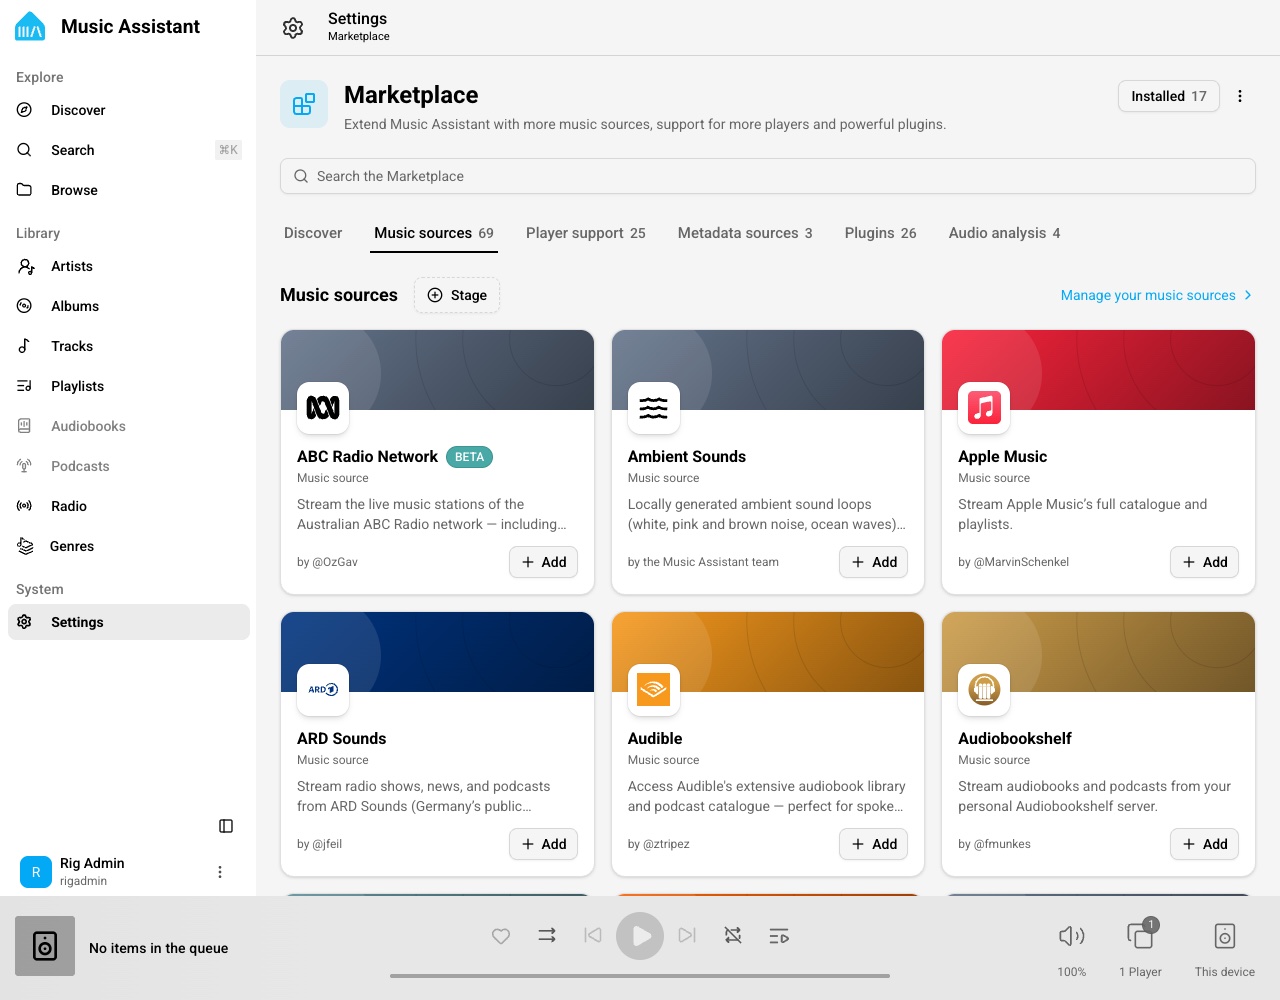 Music Assistant
Explore
Discover
Search ⌘K
Browse
Library
Artists
Albums
Tracks
Playlists
Audiobooks
Podcasts
Radio
Genres
System
Settings
R
Rig Admin
rigadmin
Settings
Marketplace
Marketplace
Extend Music Assistant with more music sources, support for more players and powerful plugins.
Installed 17
Search the Marketplace
Discover Music sources 69 Player support 25 Metadata sources 3 Plugins 26 Audio analysis 4
Music sources Stage Manage your music sources
ABC Radio Network BETA
Music source
Stream the live music stations of the
Australian ABC Radio network — including…
by @OzGav Add
Ambient Sounds
Music source
Locally generated ambient sound loops
(white, pink and brown noise, ocean waves)…
by the Music Assistant team Add
Apple Music
Music source
Stream Apple Music’s full catalogue and
playlists.
by @MarvinSchenkel Add
ARD
ARD Sounds
Music source
Stream radio shows, news, and podcasts
from ARD Sounds (Germany’s public…
by @jfeil Add
Audible
Music source
Access Audible's extensive audiobook library
and podcast catalogue — perfect for spoke…
by @ztripez Add
Audiobookshelf
Music source
Stream audiobooks and podcasts from your
personal Audiobookshelf server.
by @fmunkes Add
No items in the queue
1
100% 1 Player This device